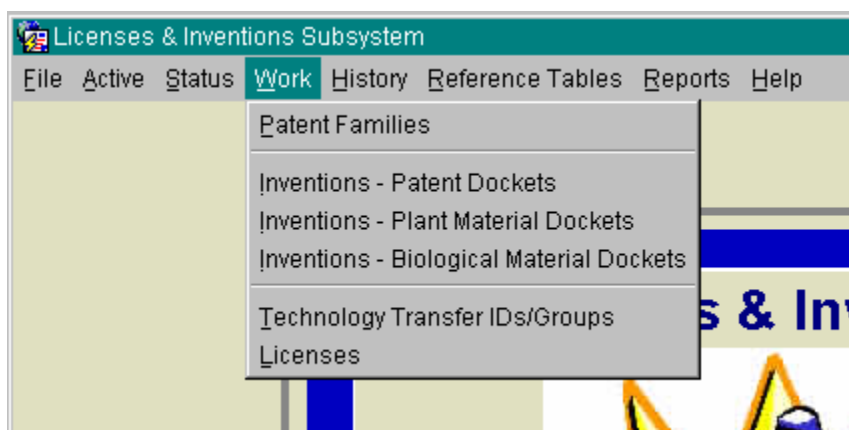 Licenses & Inventions Subsystem
File Active Status Work History Reference Tables Reports Help
Patent Families
Inventions - Patent Dockets
Inventions - Plant Material Dockets
Inventions - Biological Material Dockets
Technology Transfer IDs/Groups
Licenses
s & In